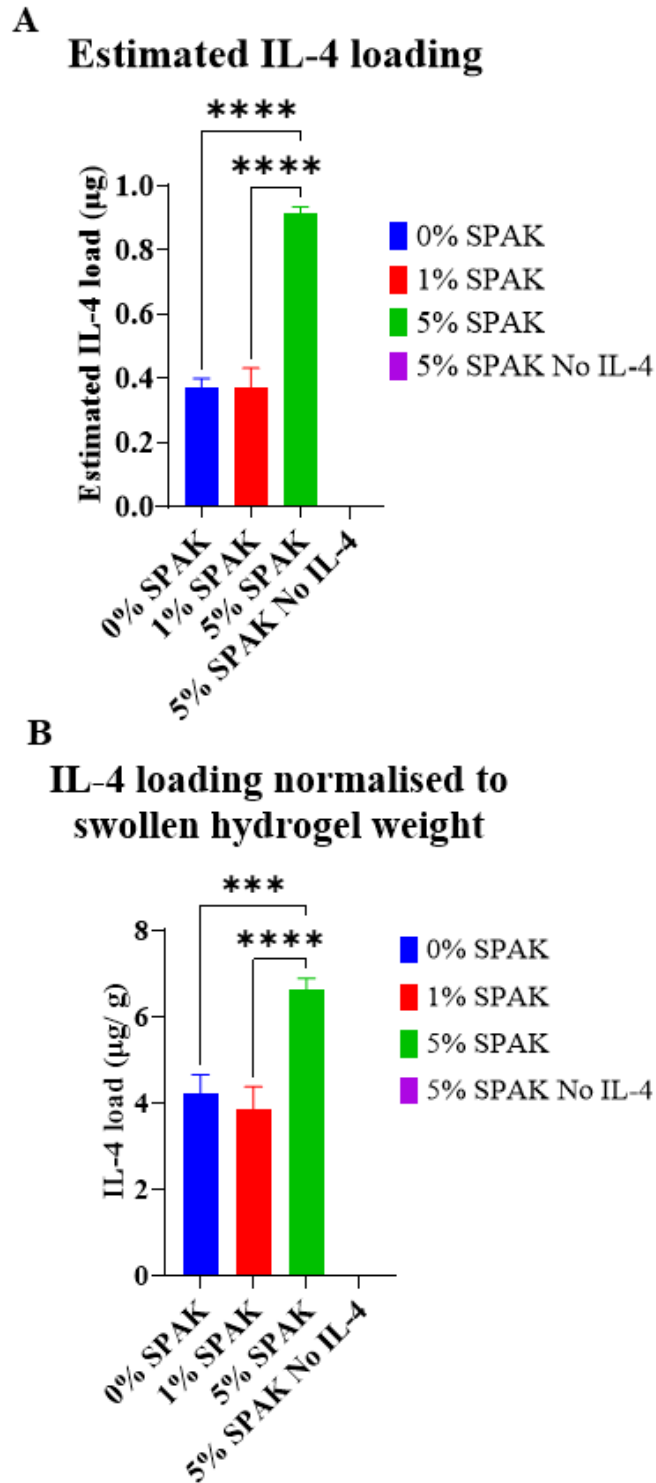 A
Estimated IL-4 loading
****
****
Estimated IL-4 load (µg)
1.0
0.8
0.6
0.4
0.2
0.0
0% SPAK
1% SPAK
5% SPAK
5% SPAK No IL-4
0% SPAK
1% SPAK
5% SPAK
5% SPAK No IL-4
B
IL-4 loading normalised to
swollen hydrogel weight
***
****
IL-4 load (µg/ g)
8
6
4
2
0
0% SPAK
1% SPAK
5% SPAK
5% SPAK No IL-4
0% SPAK
1% SPAK
5% SPAK
5% SPAK No IL-4